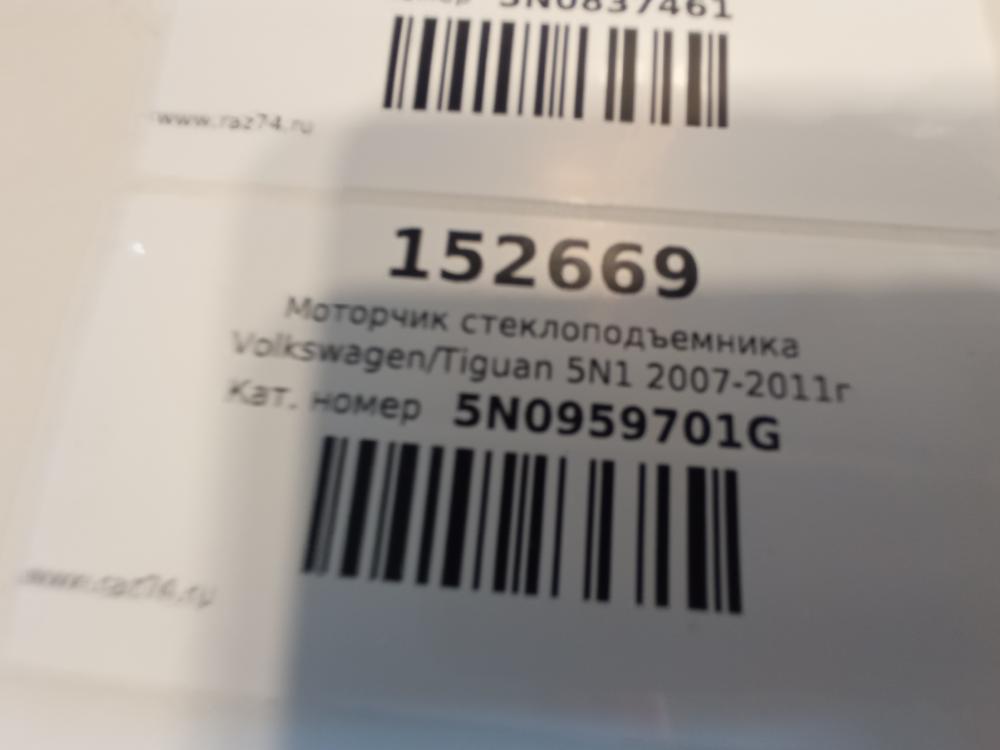 5N0837461
www.raz74.ru
152669
Моторчик стеклоподъемника
Volkswagen/Tiguan 5N1 2007-2011г
Кат. номер 5N0959701G
www.raz74.ru